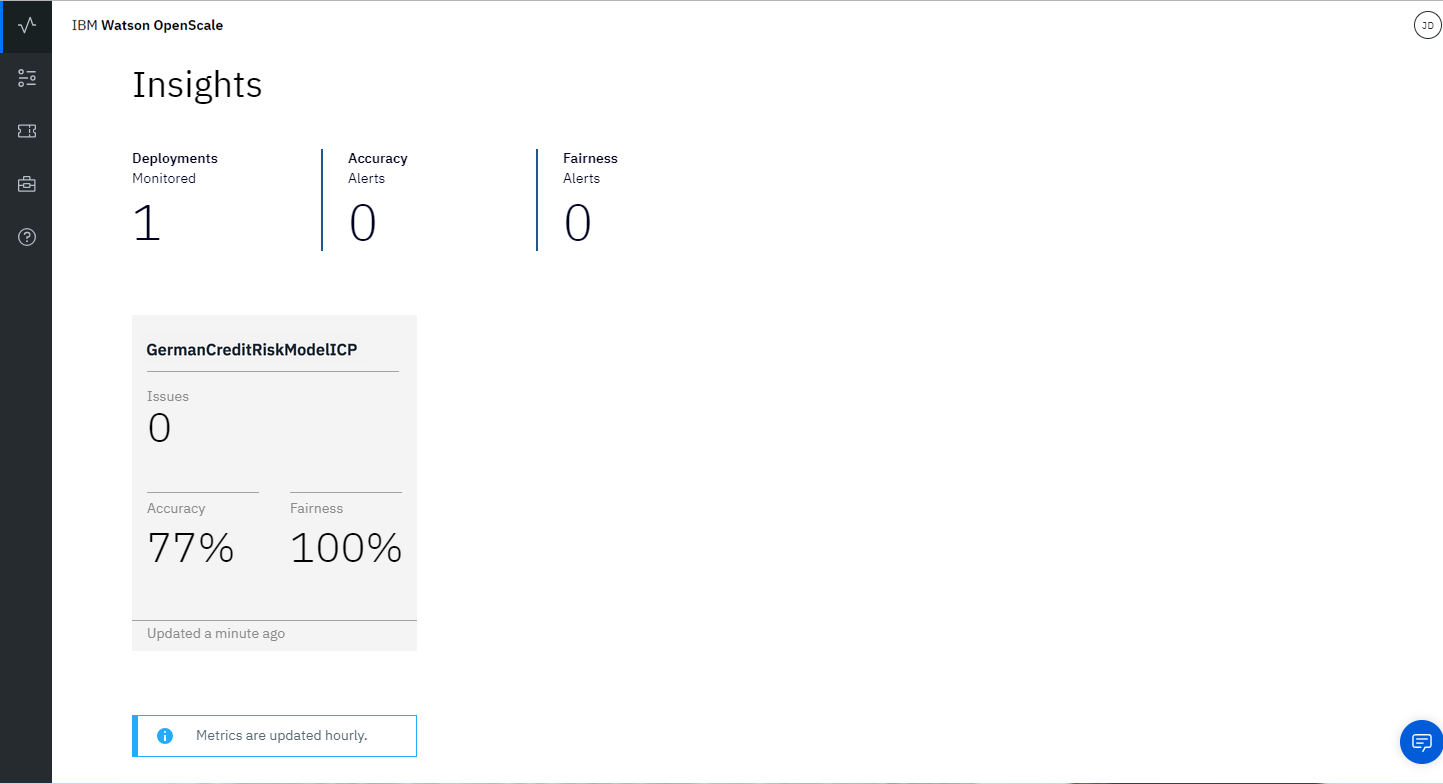 IBM Watson OpenScale
JD
Insights
Deployments
Monitored
1
Accuracy
Alerts
0
Fairness
Alerts
0
GermanCreditRiskModelICP
Issues
0
Accuracy
77%
Fairness
100%
Updated a minute ago
Metrics are updated hourly.